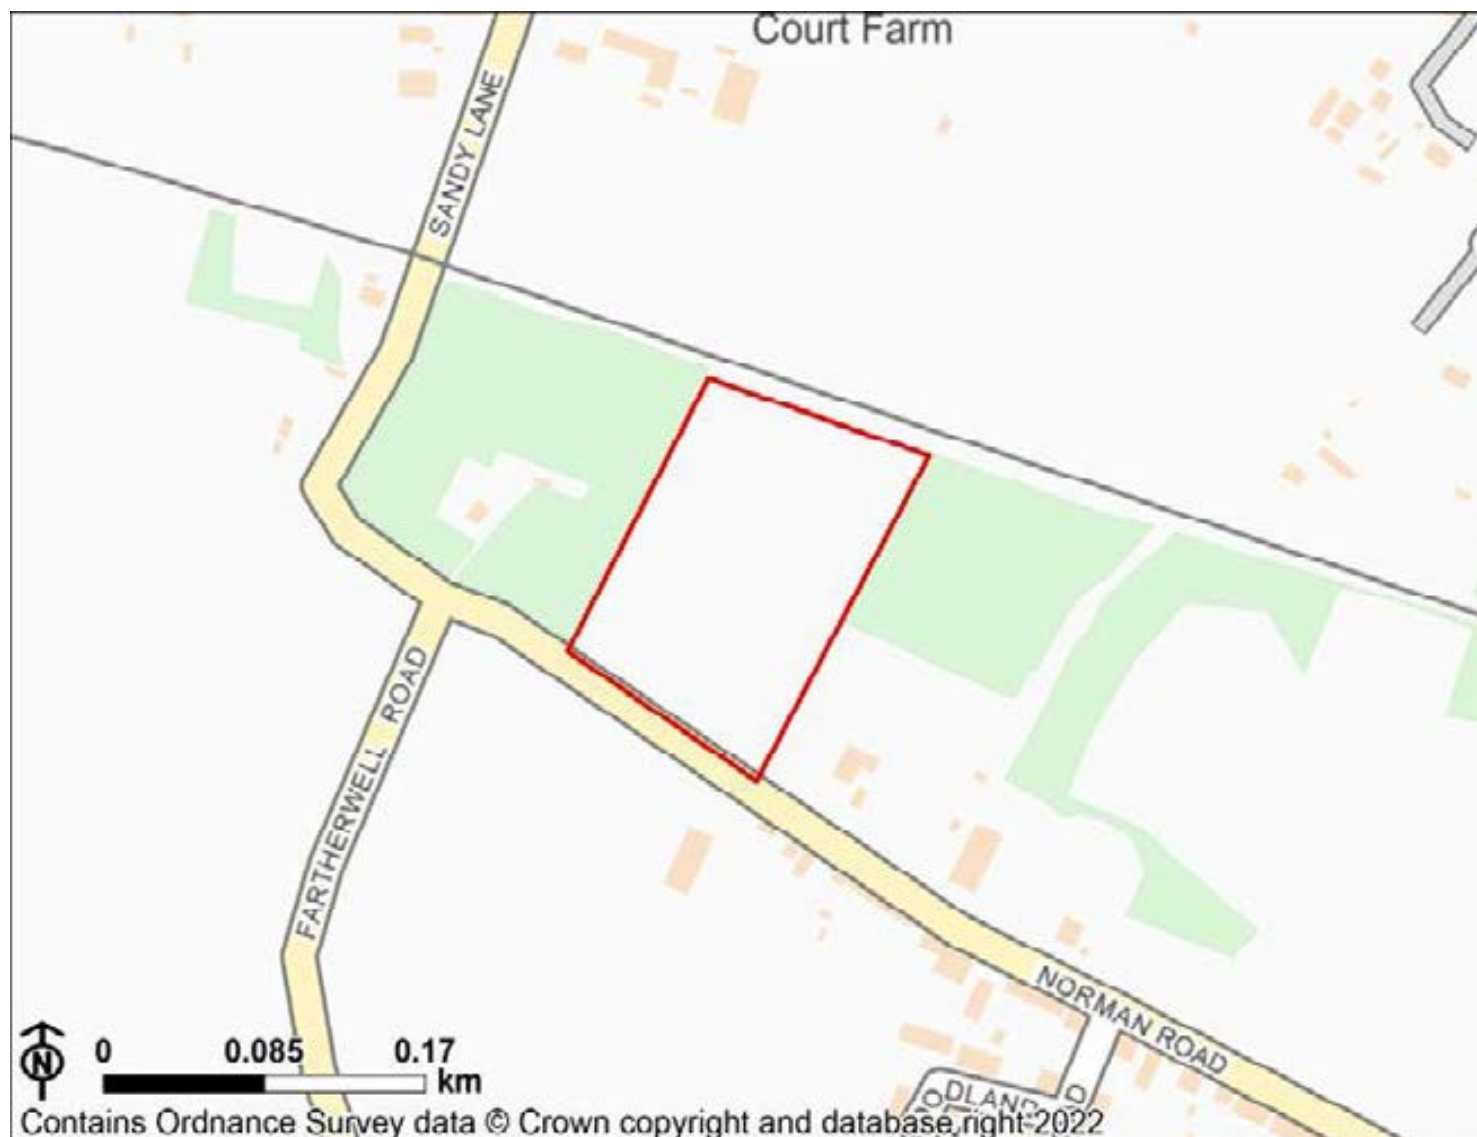 Court Farm
SANDY LANE
FARTHERWELL ROAD
NORMAN ROAD
DLAND
D
N
0 0.085 0.17
km
Contains Ordnance Survey data © Crown copyright and database right 2022